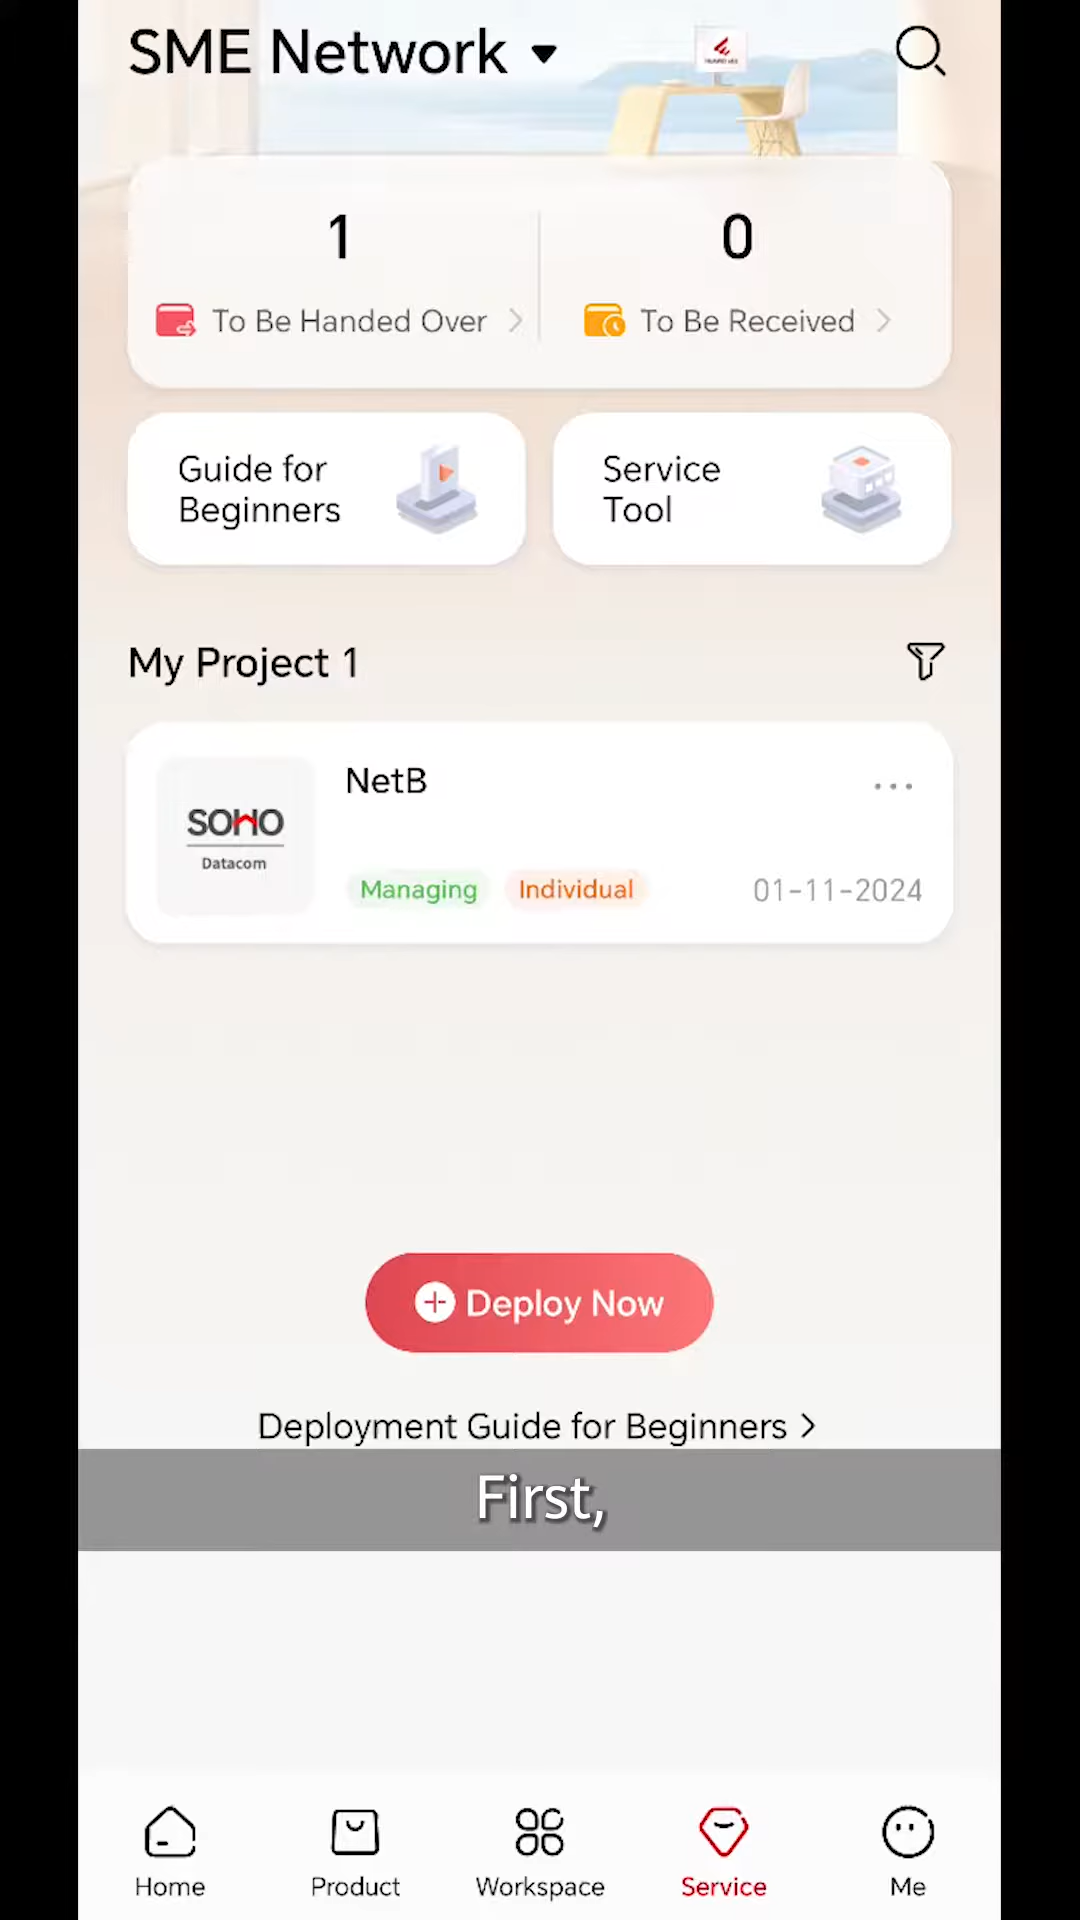 SME Network
1
0
To Be Handed Over
To Be Received
Guide for
Beginners
Service
Tool
My Project 1
NetB
SOHO
Datacom
Managing
Individual
01-11-2024
Deploy Now
Deployment Guide for Beginners
First,
Home
Product
Workspace
Service
Me